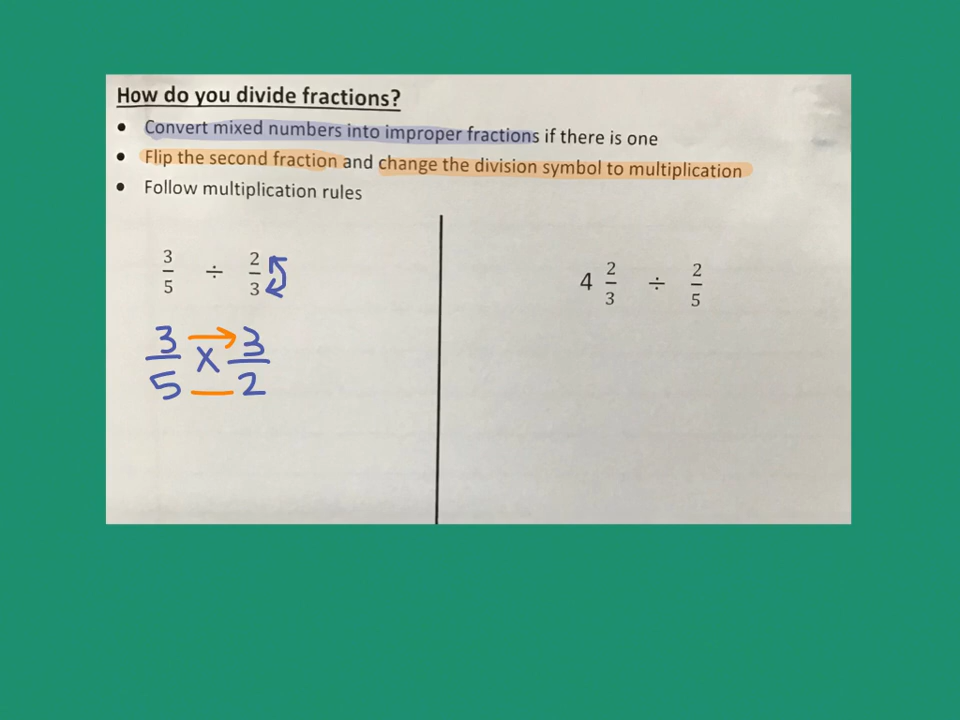 How do you divide fractions?
• Convert mixed numbers into improper fractions if there is one
• Flip the second fraction and change the division symbol to multiplication
• Follow multiplication rules
3/5 ÷ 2/3
4 2/3 ÷ 2/5
3/5 x 3/2